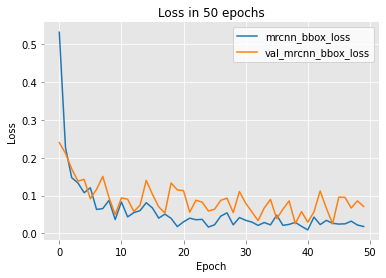 Loss in 50 epochs
mrcnn_bbox_loss
val_mrcnn_bbox_loss
0.5
0.4
0.3
0.2
0.1
0.0
Loss
0 10 20 30 40 50
Epoch